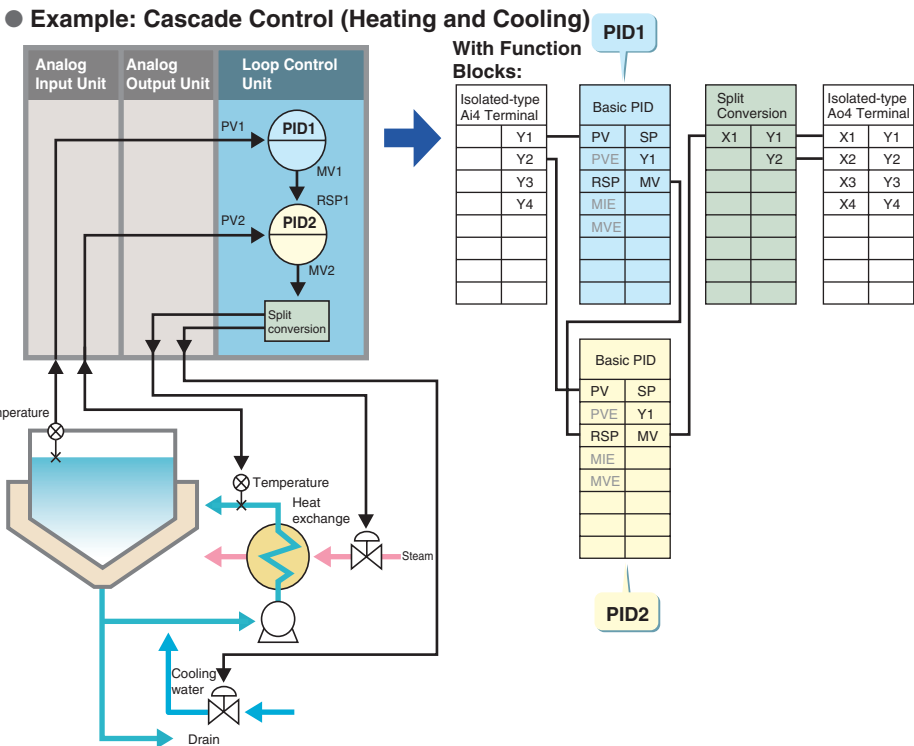 ● Example: Cascade Control (Heating and Cooling)
PID1
With Function
Blocks:
Analog
Input Unit
Analog
Output Unit
Loop Control
Unit
PV1
PID1
MV1
RSP1
PV2
PID2
MV2
Split
conversion
Isolated-type
Ai4 Terminal
Y1
Y2
Y3
Y4
Basic PID
PV SP
PVE Y1
RSP MV
MIE
MVE
Split
Conversion
X1 Y1
Y2
Isolated-type
Ao4 Terminal
X1 Y1
X2 Y2
X3 Y3
X4 Y4
Basic PID
PV SP
PVE Y1
RSP MV
MIE
MVE
PID2
mperature
Temperature
Heat
exchange
Steam
Cooling
water
Drain